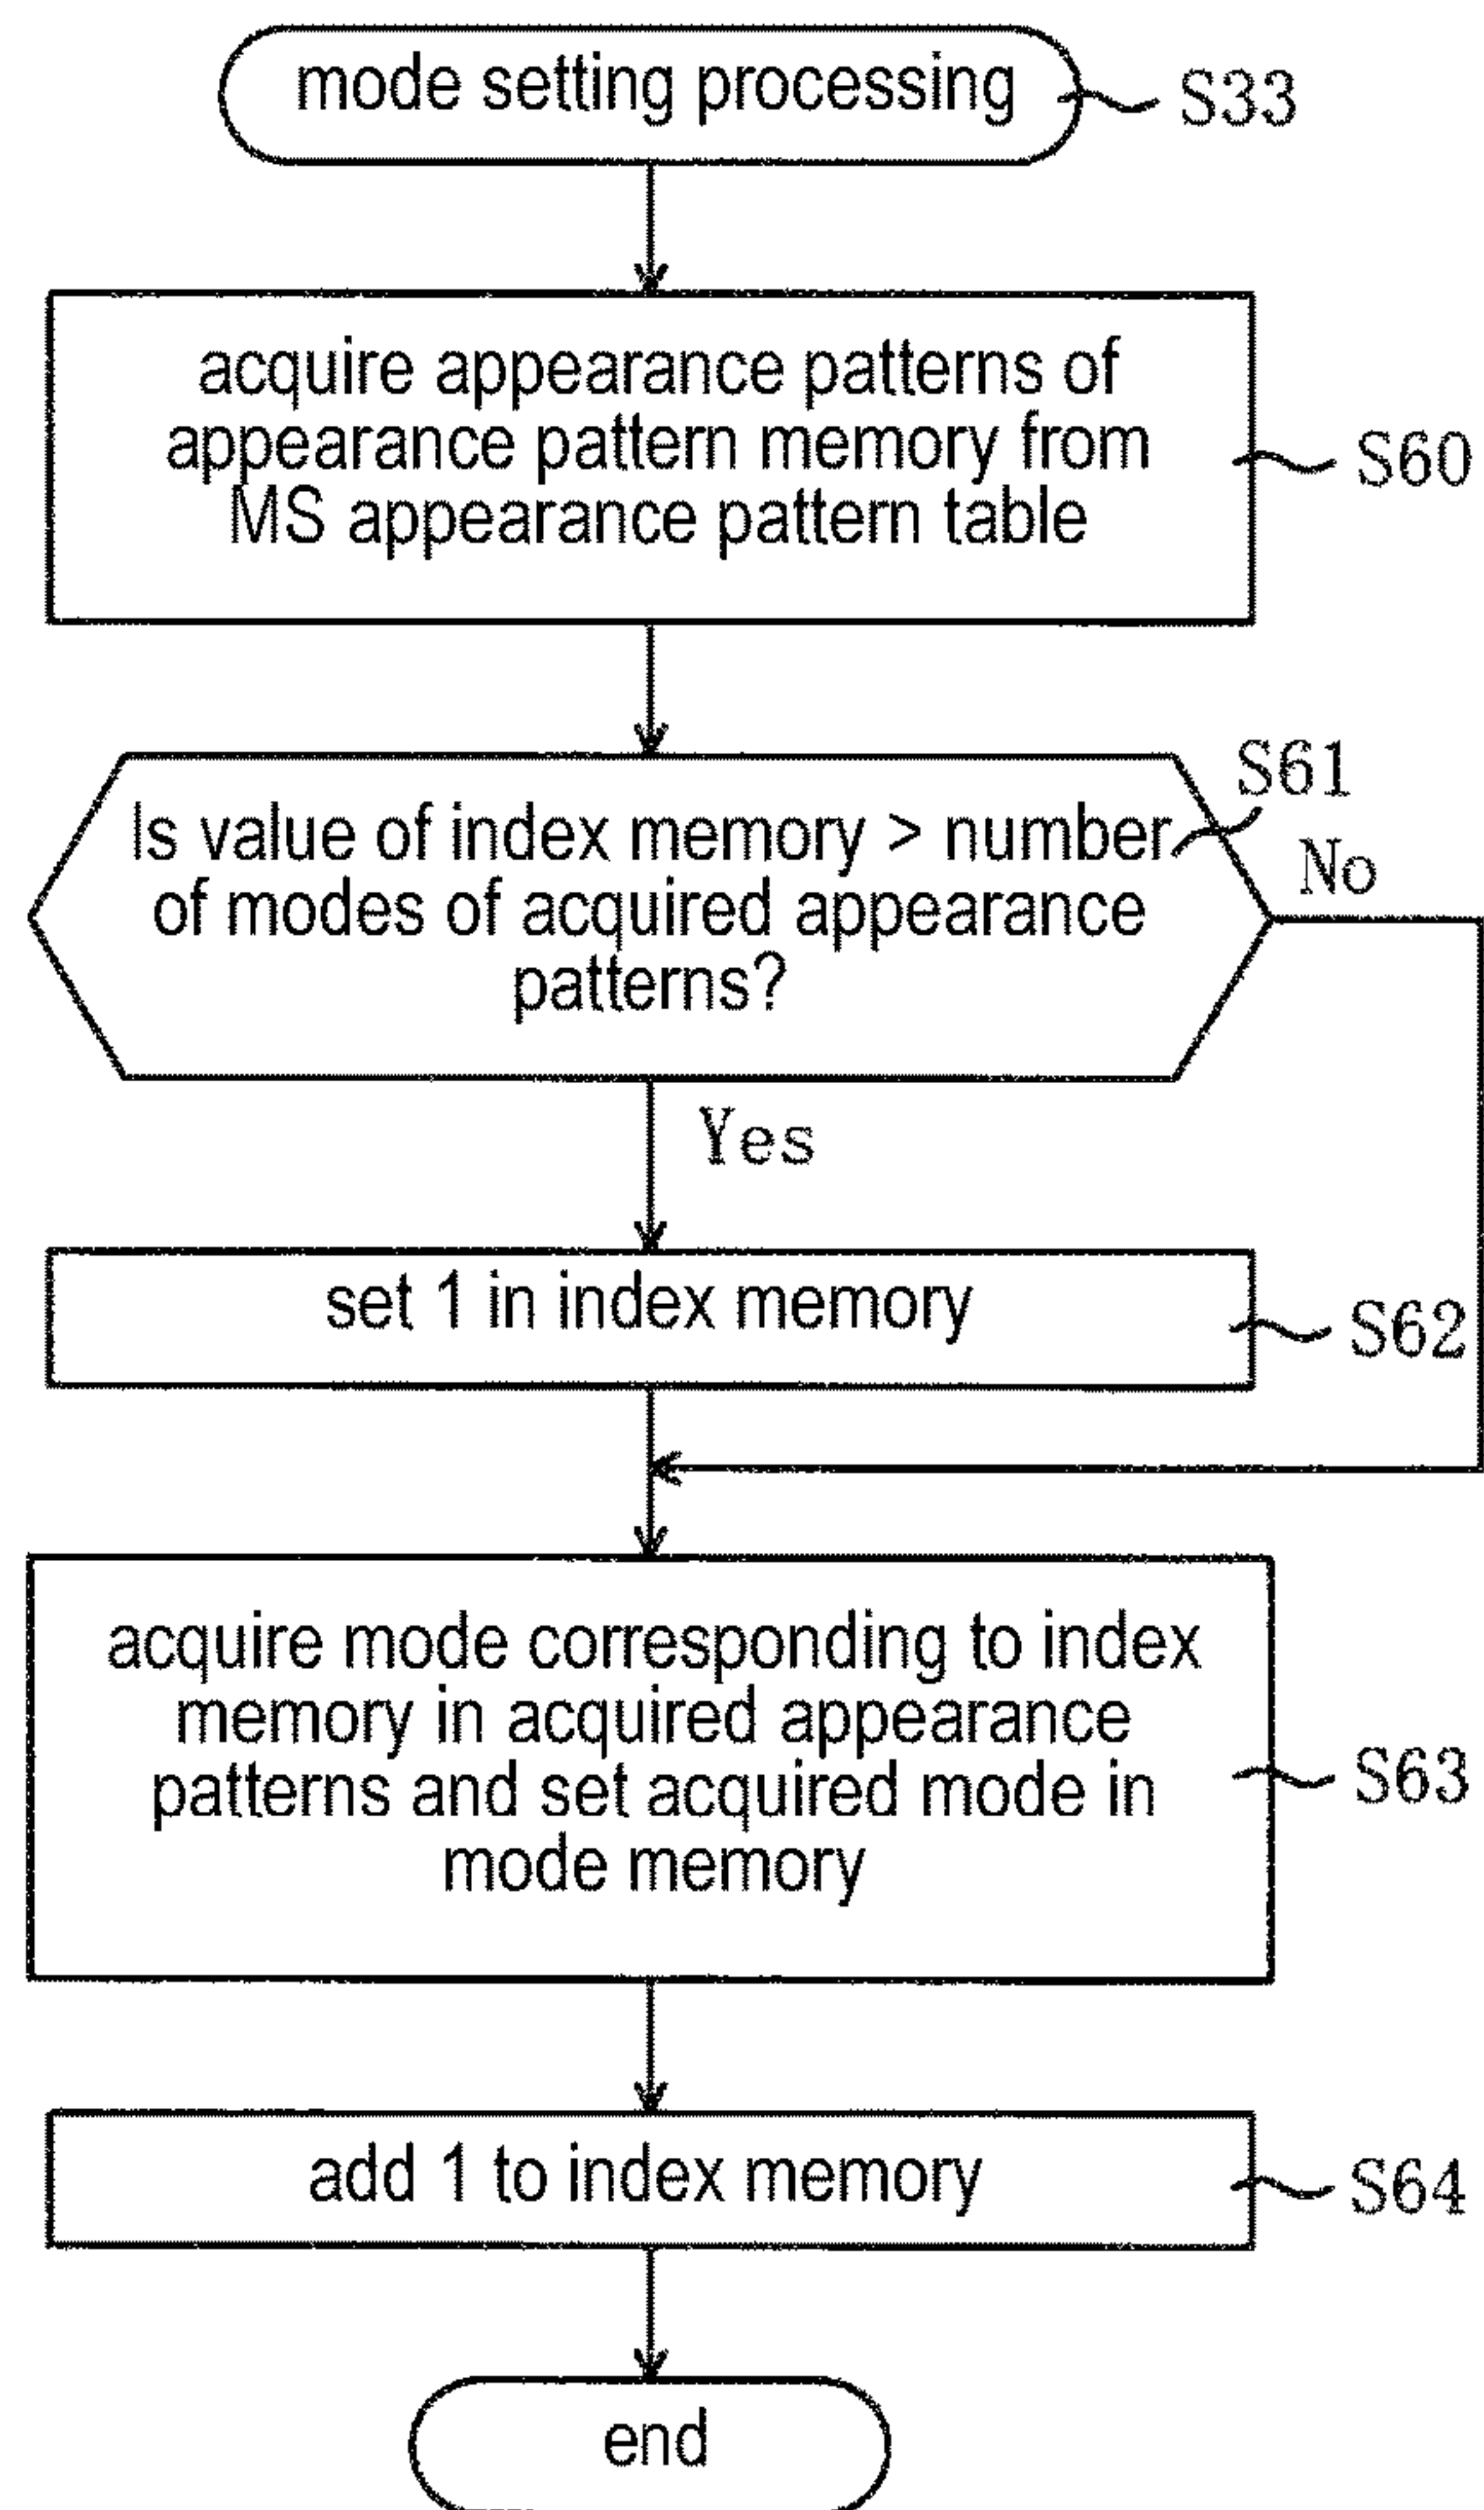 mode setting processing
S33
acquire appearance patterns of
appearance pattern memory from
MS appearance pattern table
S60
S61
Is value of index memory > number
of modes of acquired appearance
patterns?
No
Yes
set 1 in index memory
S62
acquire mode corresponding to index
memory in acquired appearance
patterns and set acquired mode in
mode memory
S63
add 1 to index memory
S64
end